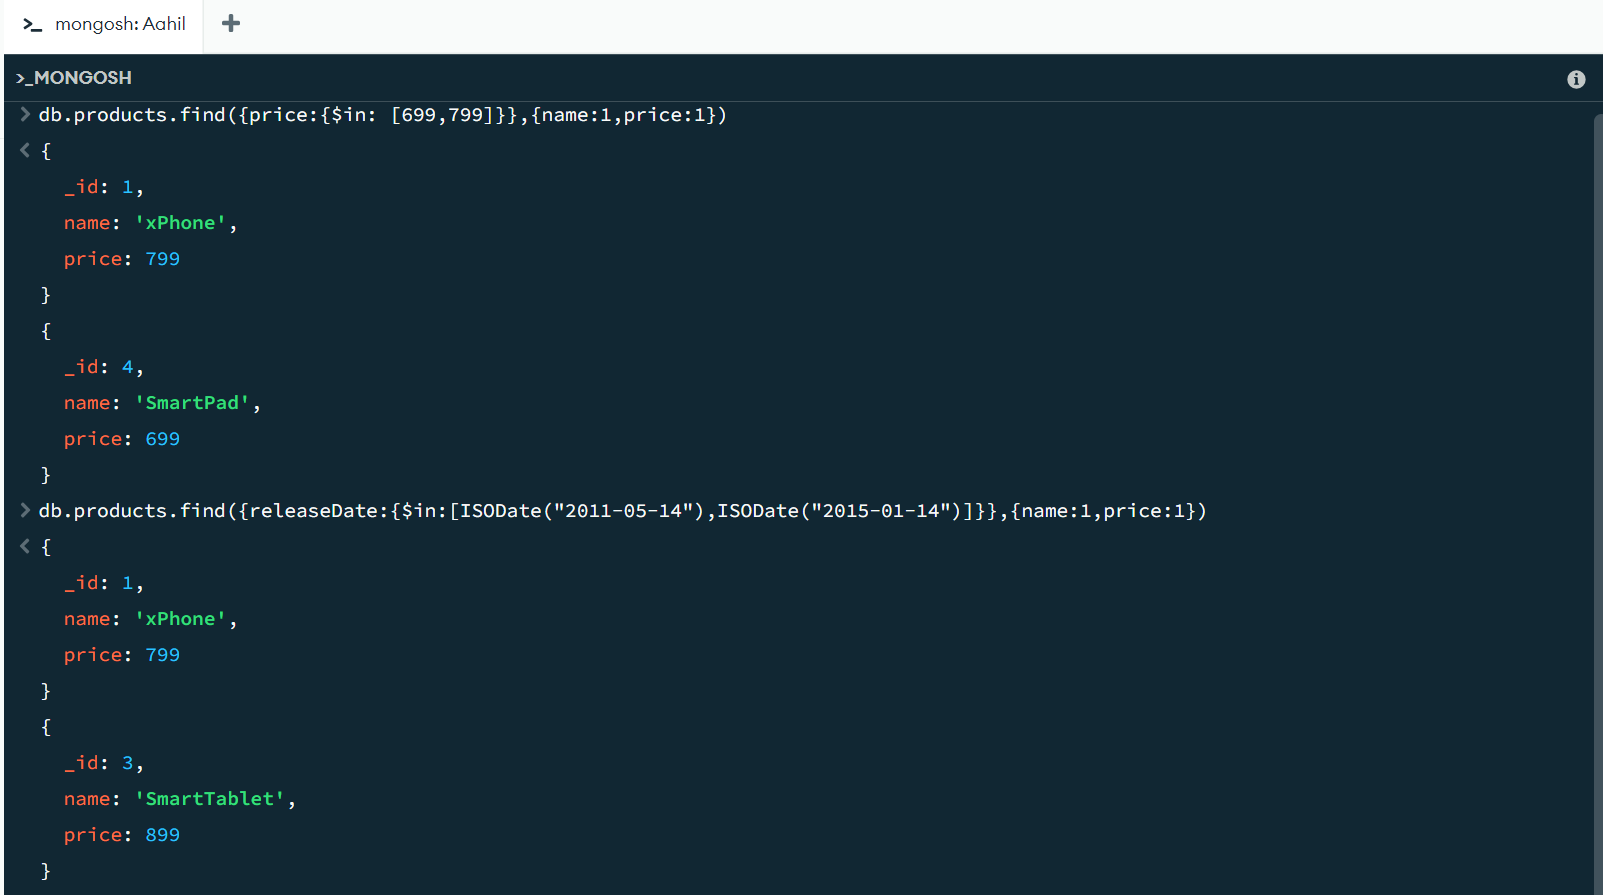 >_ mongosh: Aahil +
>_MONGOSH
> db.products.find({price:{$in: [699,799]}},{name:1,price:1})
< {
_id: 1,
name: 'xPhone',
price: 799
}
{
_id: 4,
name: 'SmartPad',
price: 699
}
> db.products.find({releaseDate:{$in:[ISODate("2011-05-14"),ISODate("2015-01-14")]}},{name:1,price:1})
< {
_id: 1,
name: 'xPhone',
price: 799
}
{
_id: 3,
name: 'SmartTablet',
price: 899
}